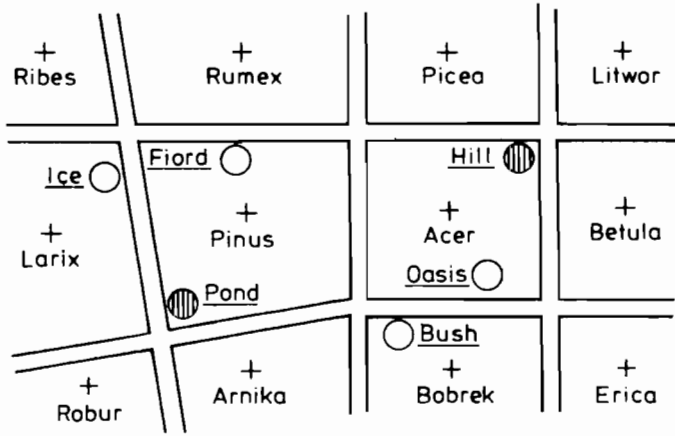 Ribes
Rumex
Picea
Litwor
Fiord
Hill
Ice
Pinus
Acer
Betula
Larix
Oasis
Pond
Bush
Robur
Arnika
Bobrek
Erica